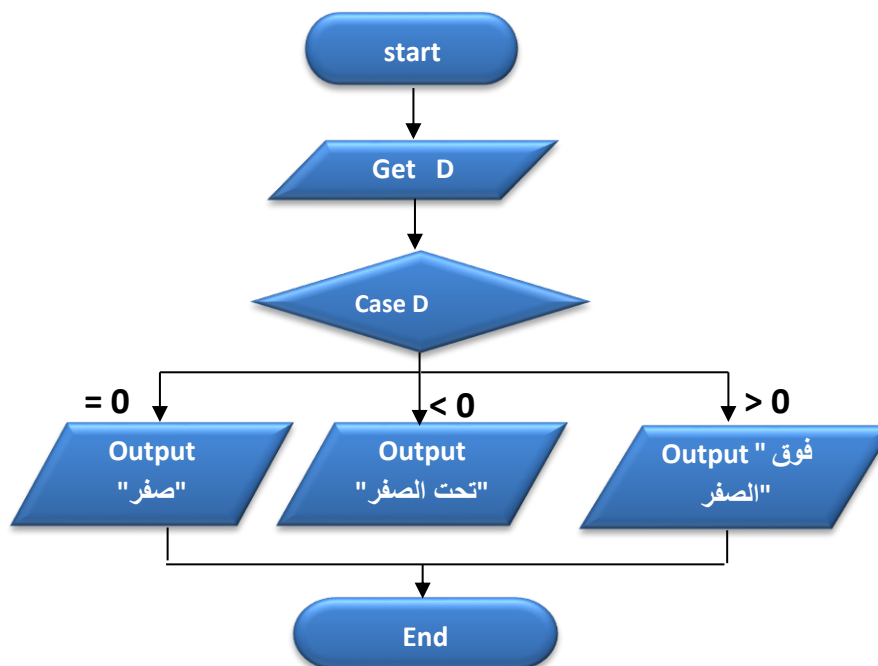 start
Get D
Case D
= 0
< 0
> 0
Output
"صفر"
Output
"تحت الصفر"
Output " فوق
الصفر"
End